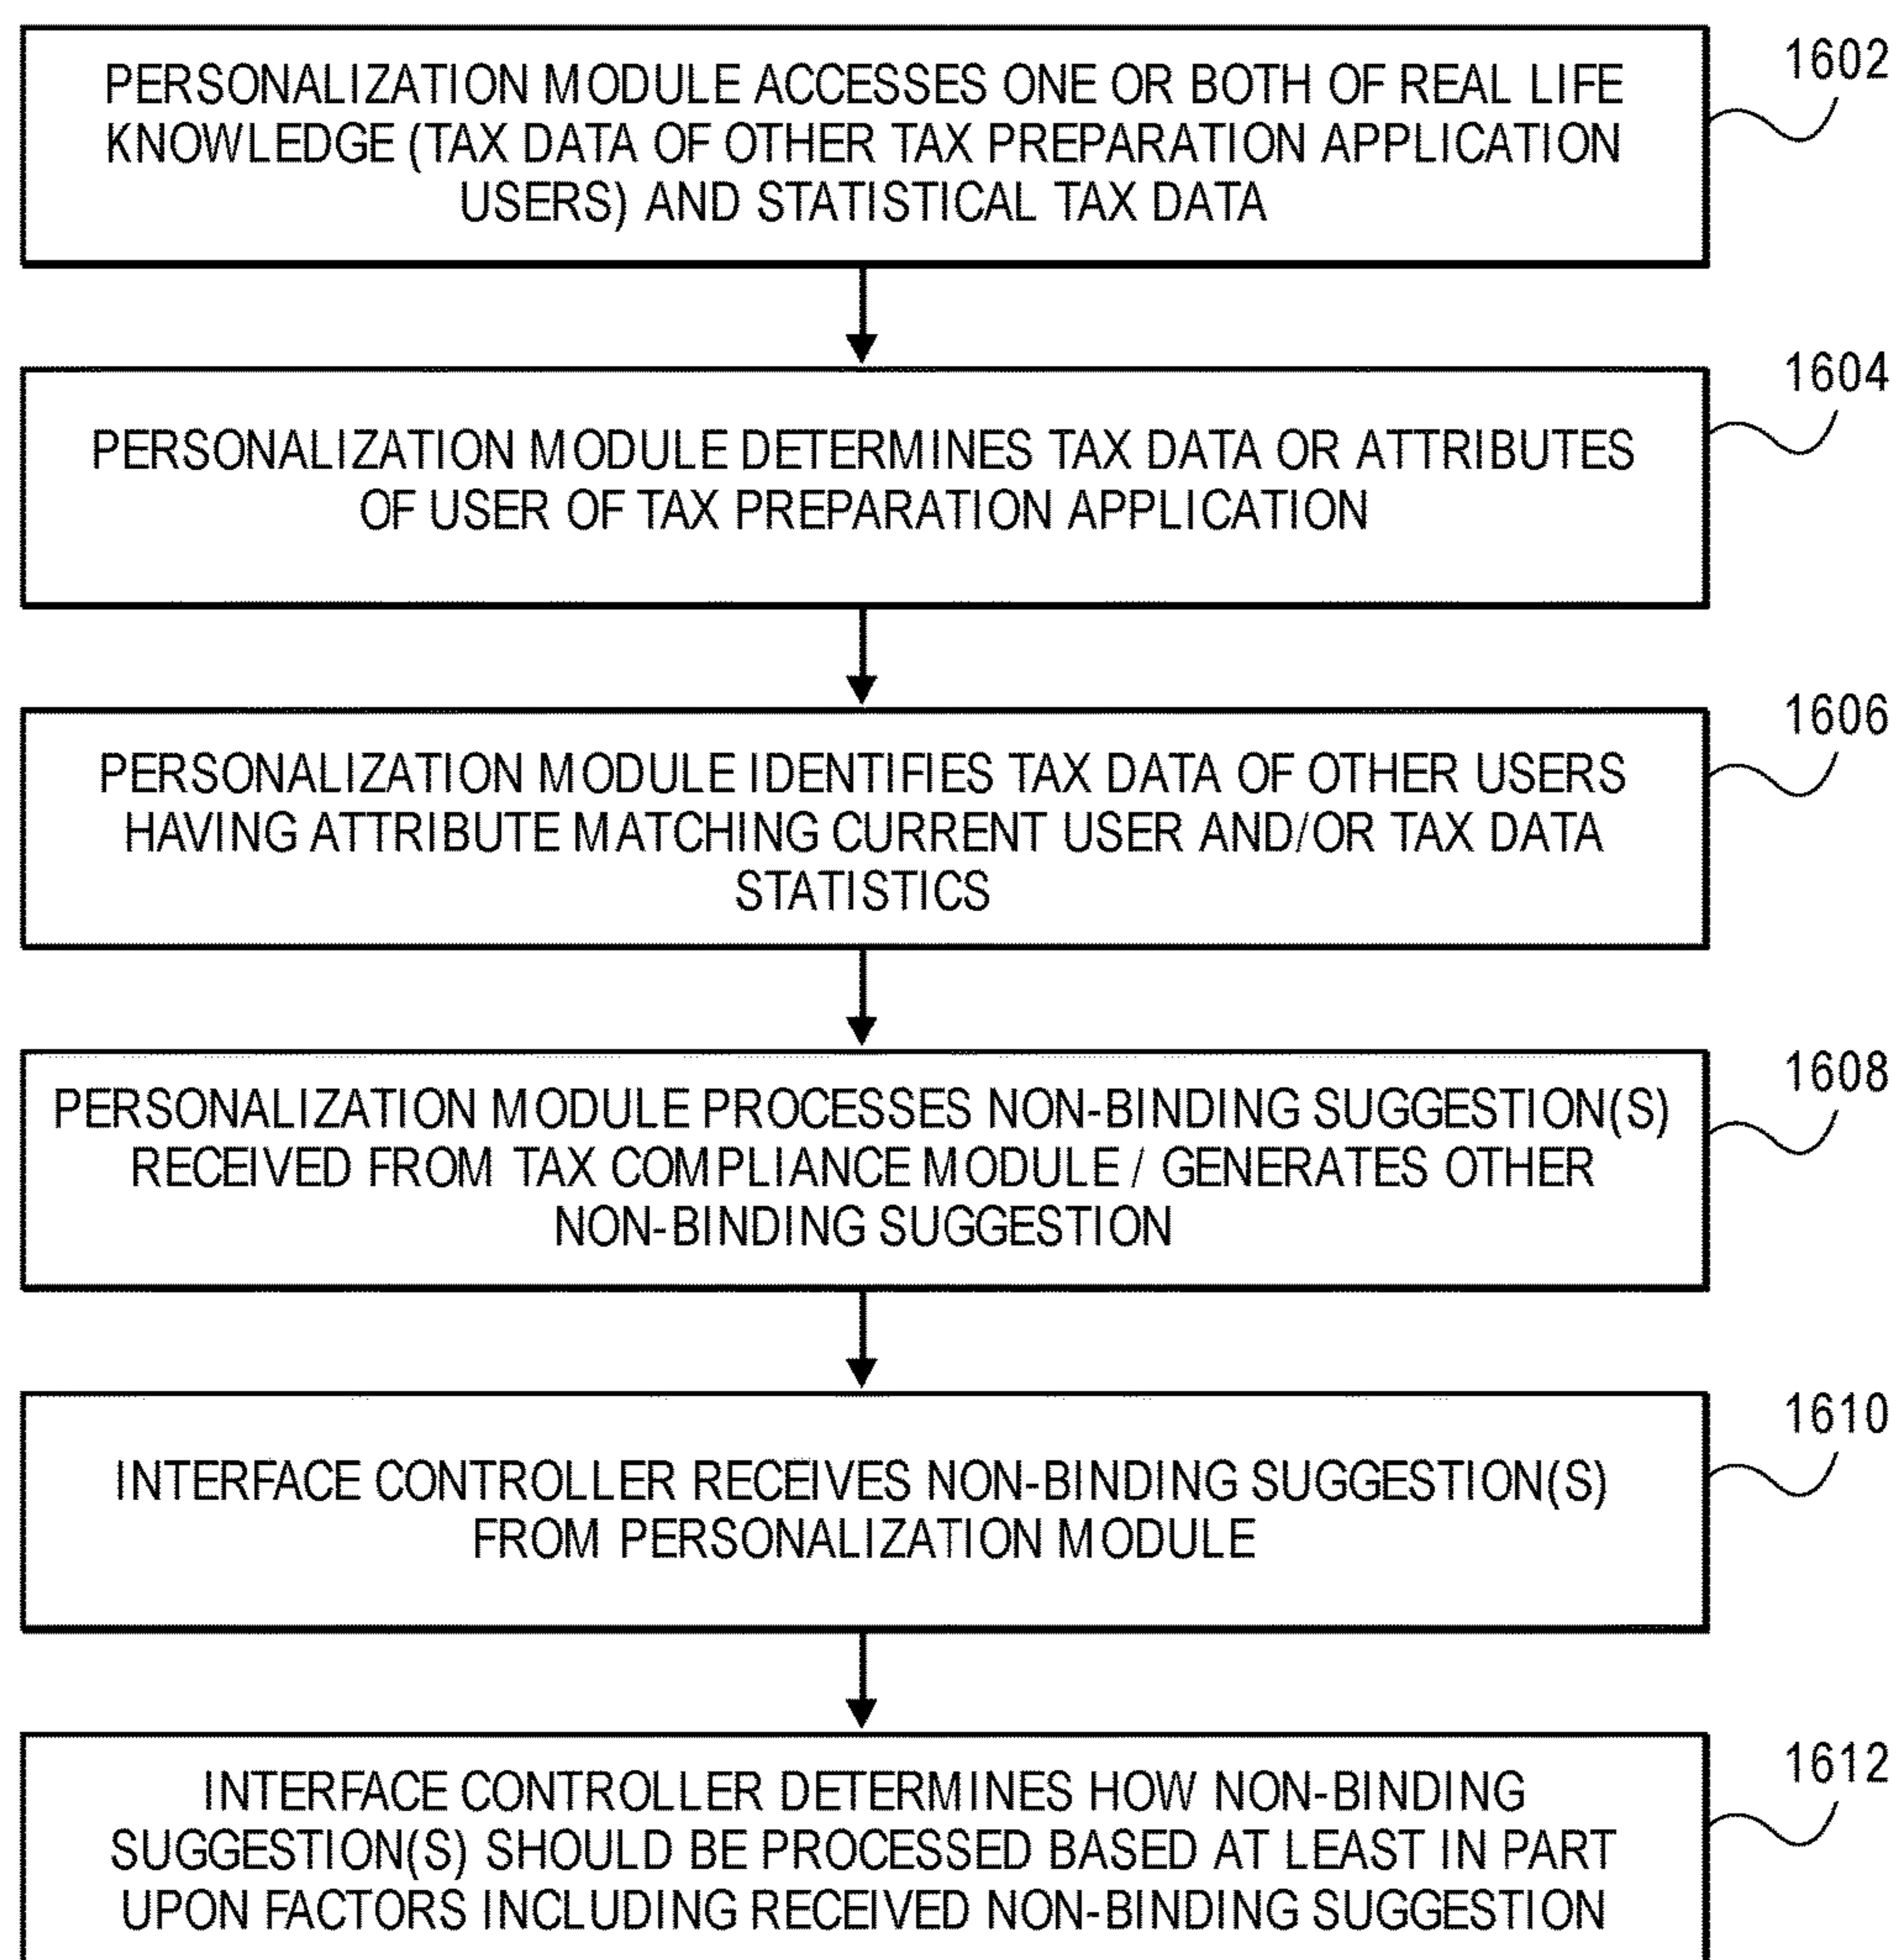 PERSONALIZATION MODULE ACCESSES ONE OR BOTH OF REAL LIFE
KNOWLEDGE (TAX DATA OF OTHER TAX PREPARATION APPLICATION
USERS) AND STATISTICAL TAX DATA
1602
PERSONALIZATION MODULE DETERMINES TAX DATA OR ATTRIBUTES
OF USER OF TAX PREPARATION APPLICATION
1604
PERSONALIZATION MODULE IDENTIFIES TAX DATA OF OTHER USERS
HAVING ATTRIBUTE MATCHING CURRENT USER AND/OR TAX DATA
STATISTICS
1606
PERSONALIZATION MODULE PROCESSES NON-BINDING SUGGESTION(S)
RECEIVED FROM TAX COMPLIANCE MODULE / GENERATES OTHER
NON-BINDING SUGGESTION
1608
INTERFACE CONTROLLER RECEIVES NON-BINDING SUGGESTION(S)
FROM PERSONALIZATION MODULE
1610
INTERFACE CONTROLLER DETERMINES HOW NON-BINDING
SUGGESTION(S) SHOULD BE PROCESSED BASED AT LEAST IN PART
UPON FACTORS INCLUDING RECEIVED NON-BINDING SUGGESTION
1612